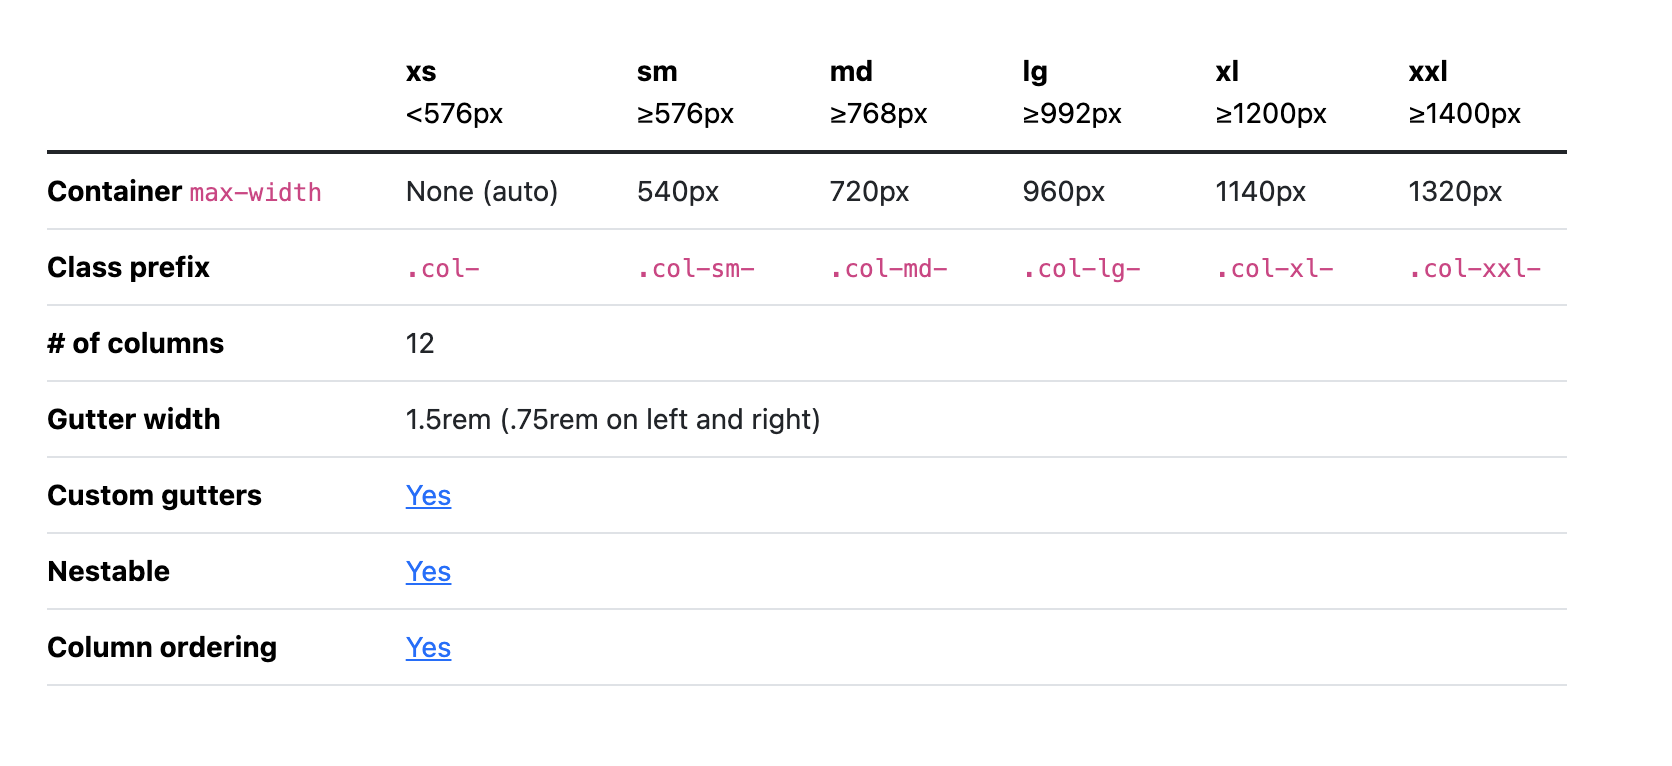 xs sm md lg xl xxl
<576px ≥576px ≥768px ≥992px ≥1200px ≥1400px
Container max-width None (auto) 540px 720px 960px 1140px 1320px
Class prefix .col- .col-sm- .col-md- .col-lg- .col-xl- .col-xxl-
# of columns 12
Gutter width 1.5rem (.75rem on left and right)
Custom gutters Yes
Nestable Yes
Column ordering Yes